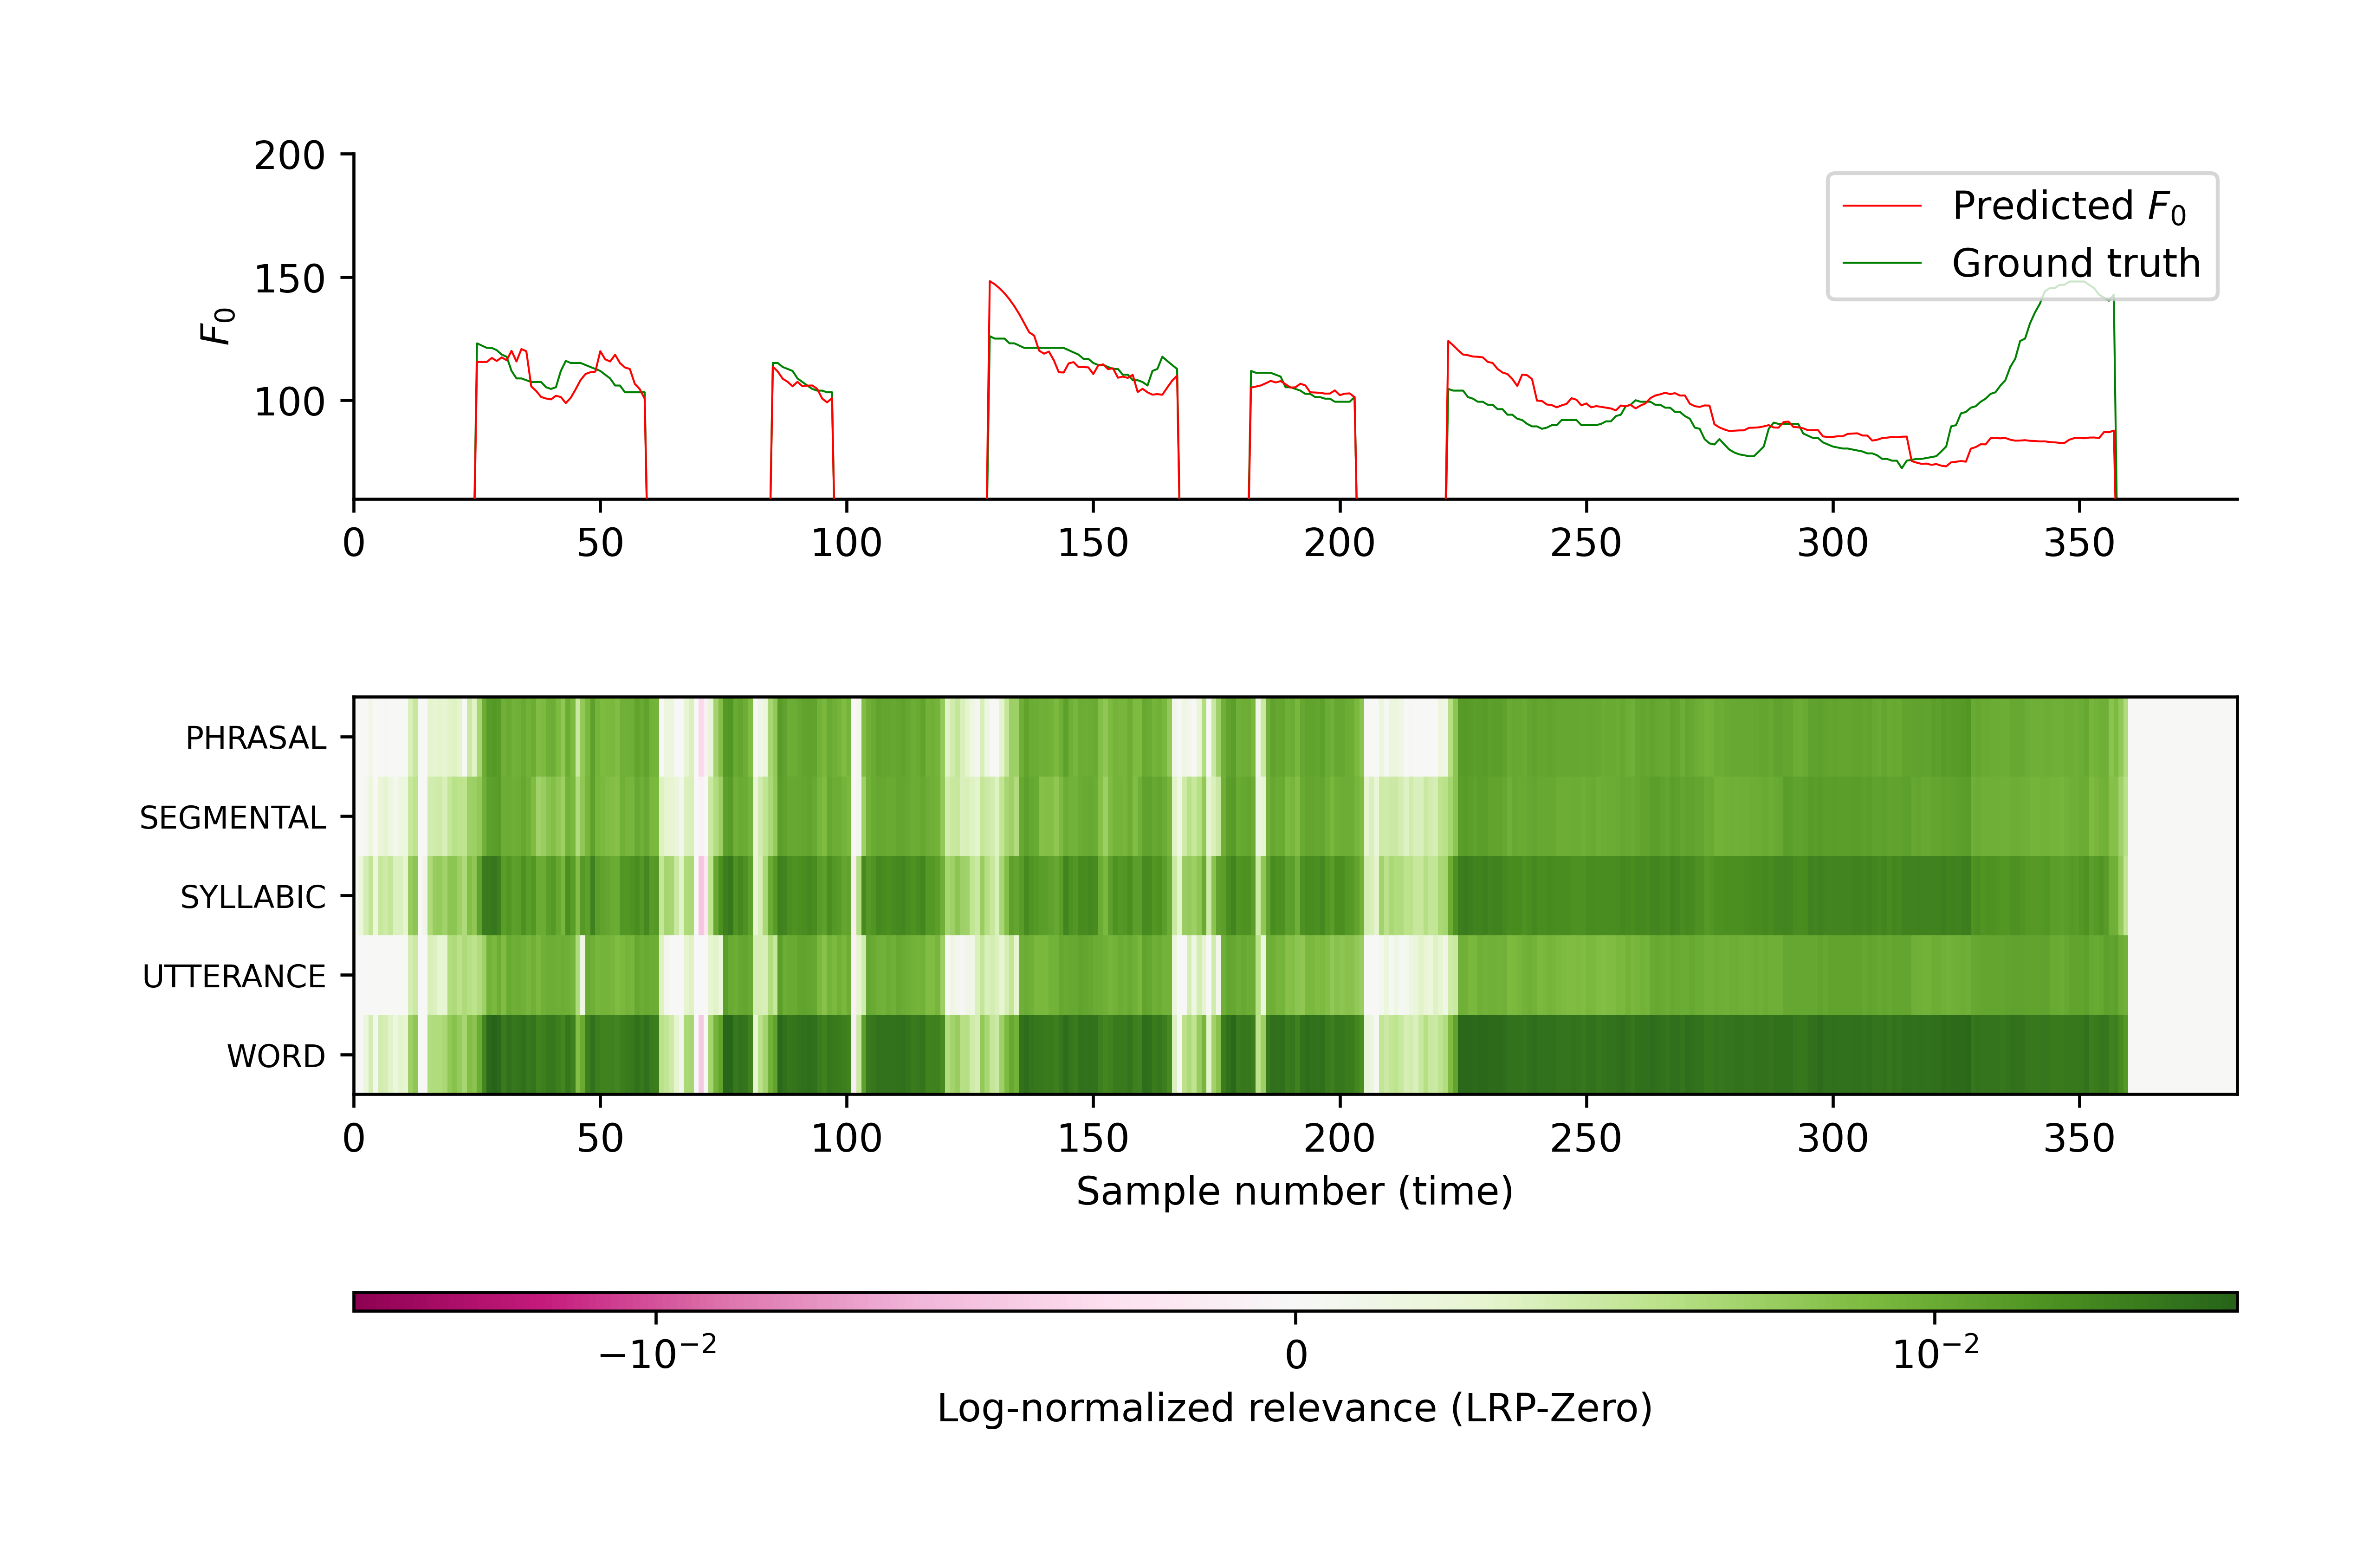 200
150
100
F₀
Predicted F₀
Ground truth
0 50 100 150 200 250 300 350
PHRASAL
SEGMENTAL
SYLLABIC
UTTERANCE
WORD
0 50 100 150 200 250 300 350
Sample number (time)
−10⁻² 0 10⁻²
Log-normalized relevance (LRP-Zero)